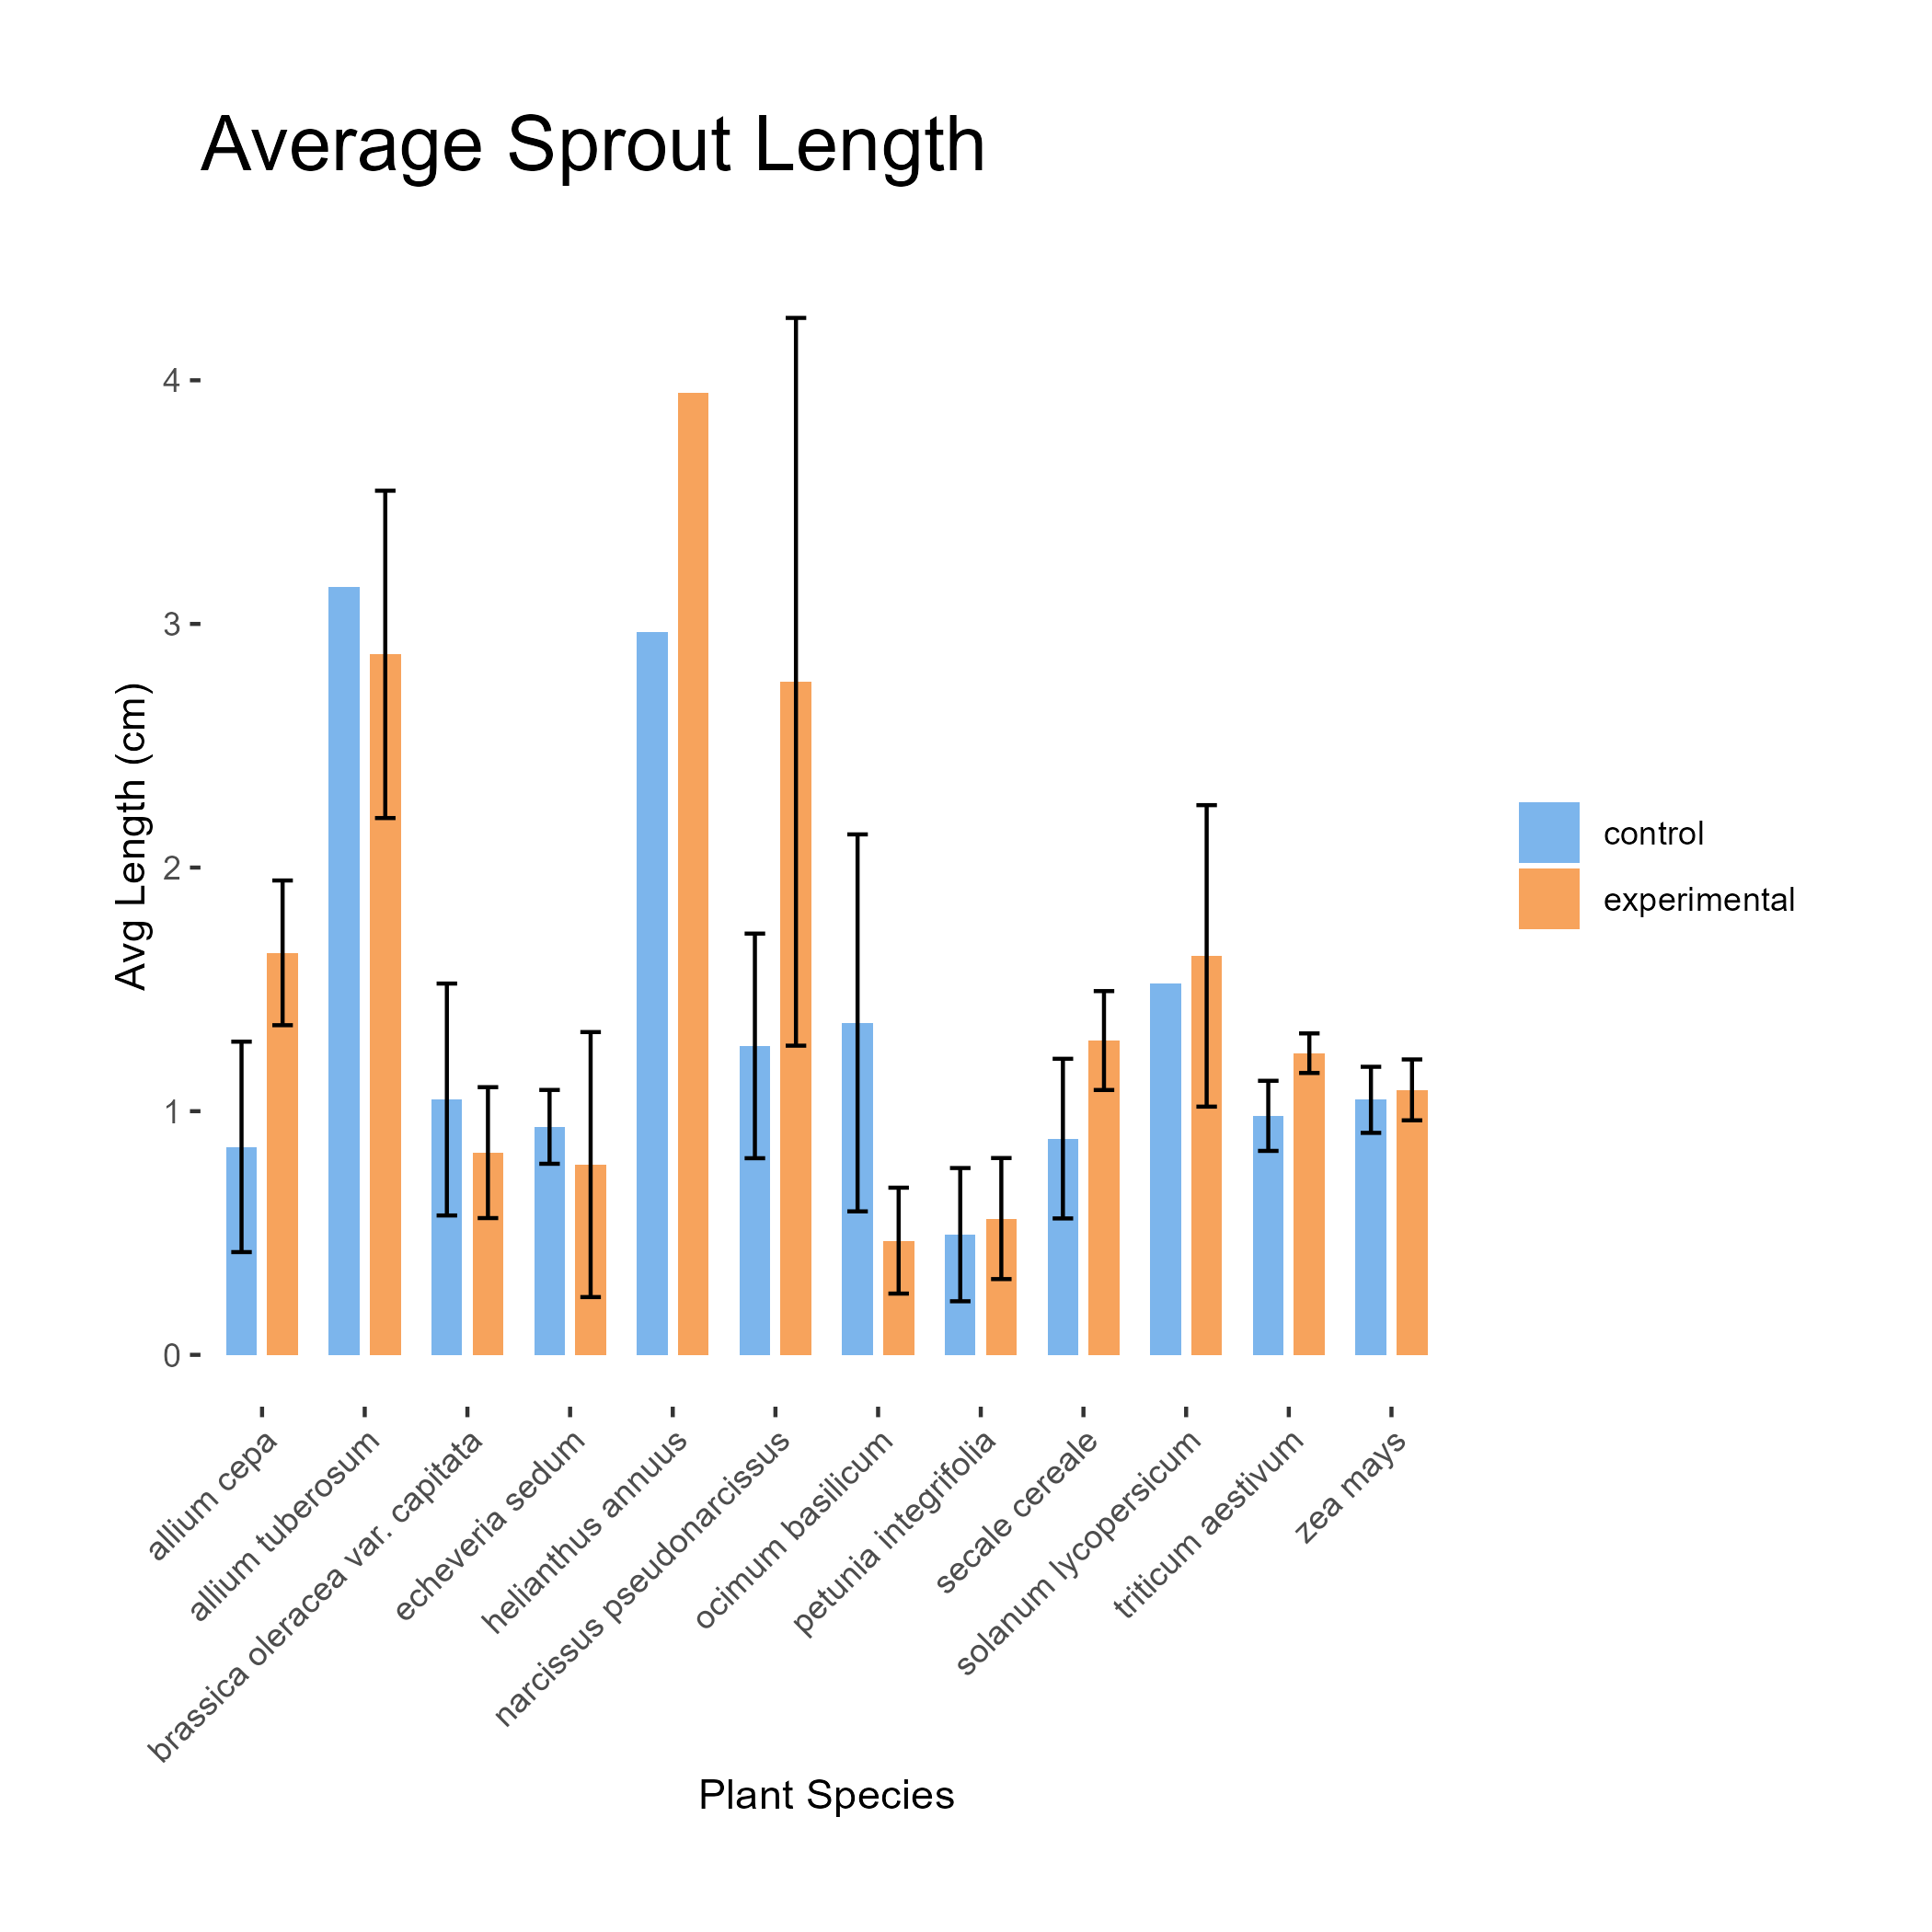 Average Sprout Length
4
3
2
1
0
Avg Length (cm)
allium cepa
allium tuberosum
brassica oleracea var. capitata
echeveria sedum
helianthus annuus
narcissus pseudonarcissus
ocimum basilicum
petunia integrifolia
secale cereale
solanum lycopersicum
triticum aestivum
zea mays
Plant Species
control
experimental